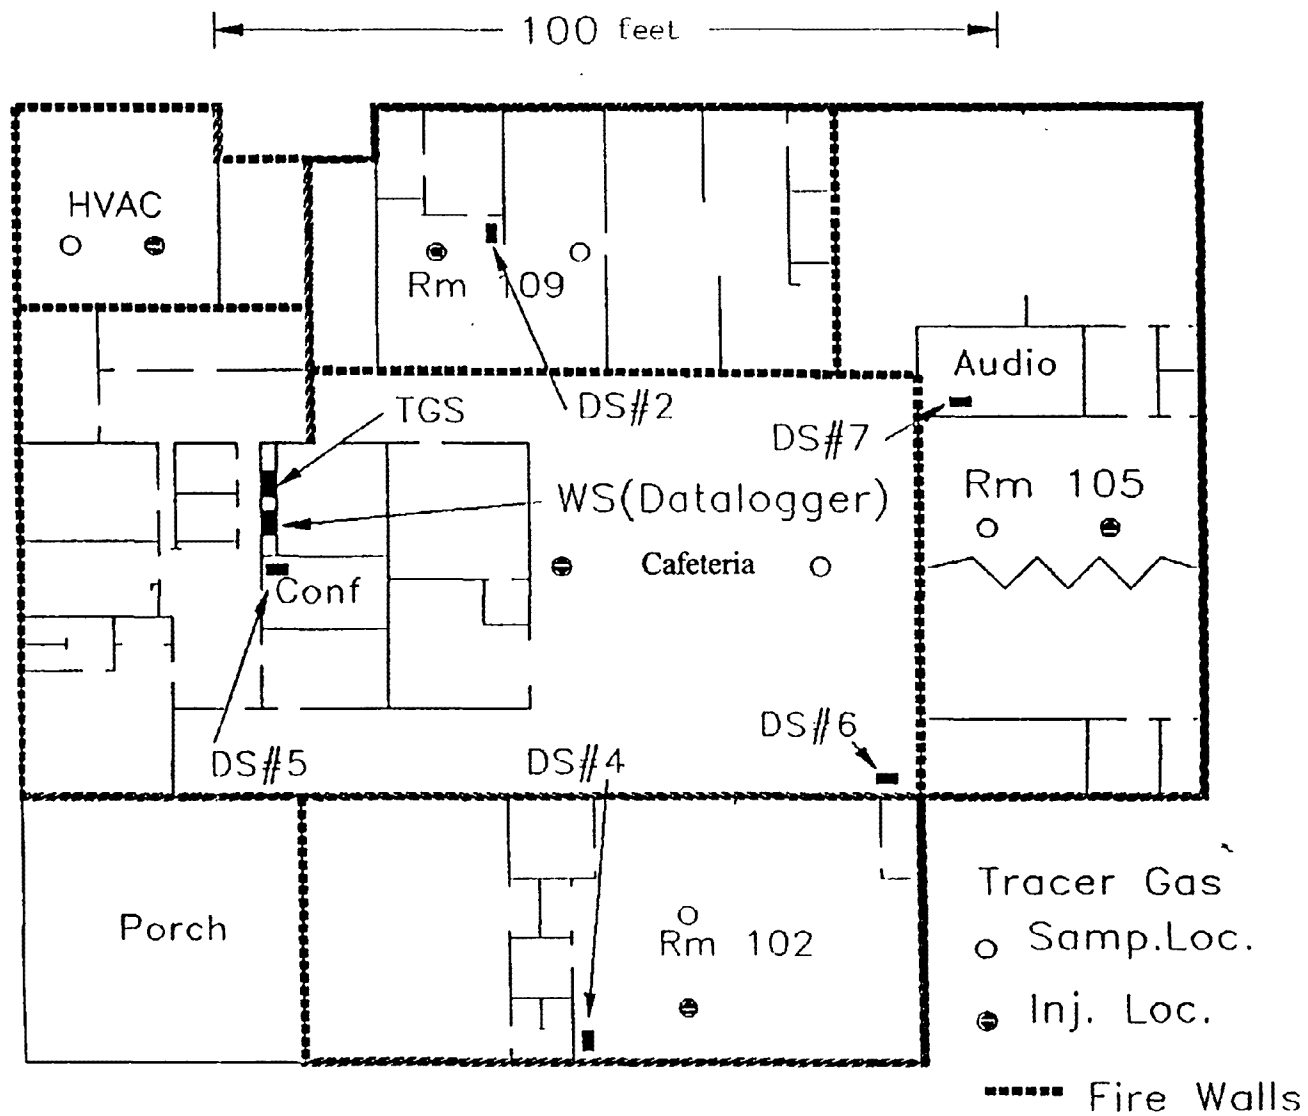 100 feet
HVAC
Rm 109
Audio
TGS
DS#2
DS#7
Rm 105
WS(Datalogger)
Cafeteria
Conf
DS#6
DS#5
DS#4
Tracer Gas
Porch
Samp.Loc.
Rm 102
Inj. Loc.
Fire Walls